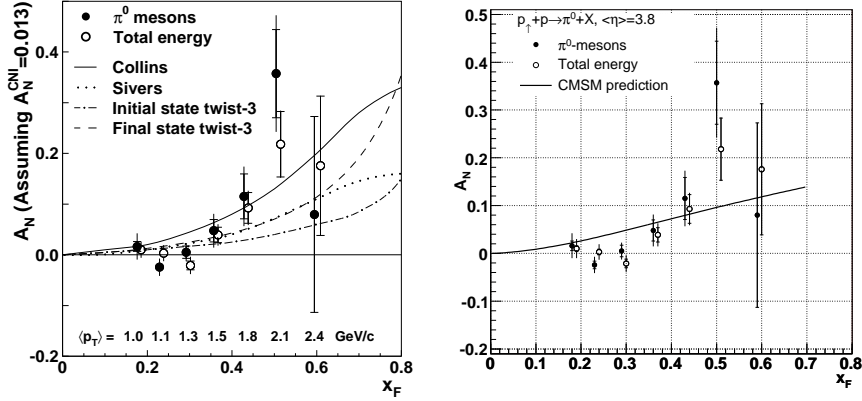 A_N (Assuming A_N^CNI=0.013)
0.4
0.2
0.0
-0.2
π⁰ mesons
Total energy
Collins
Sivers
Initial state twist-3
Final state twist-3
⟨p_T⟩ = 1.0 1.1 1.3 1.5 1.8 2.1 2.4 GeV/c
0 0.2 0.4 0.6 0.8
x_F
A_N
0.5
0.4
0.3
0.2
0.1
0
-0.1
-0.2
p↑+p→π⁰+X, <η>=3.8
π⁰-mesons
Total energy
CMSM prediction
0 0.1 0.2 0.3 0.4 0.5 0.6 0.7 0.8
x_F